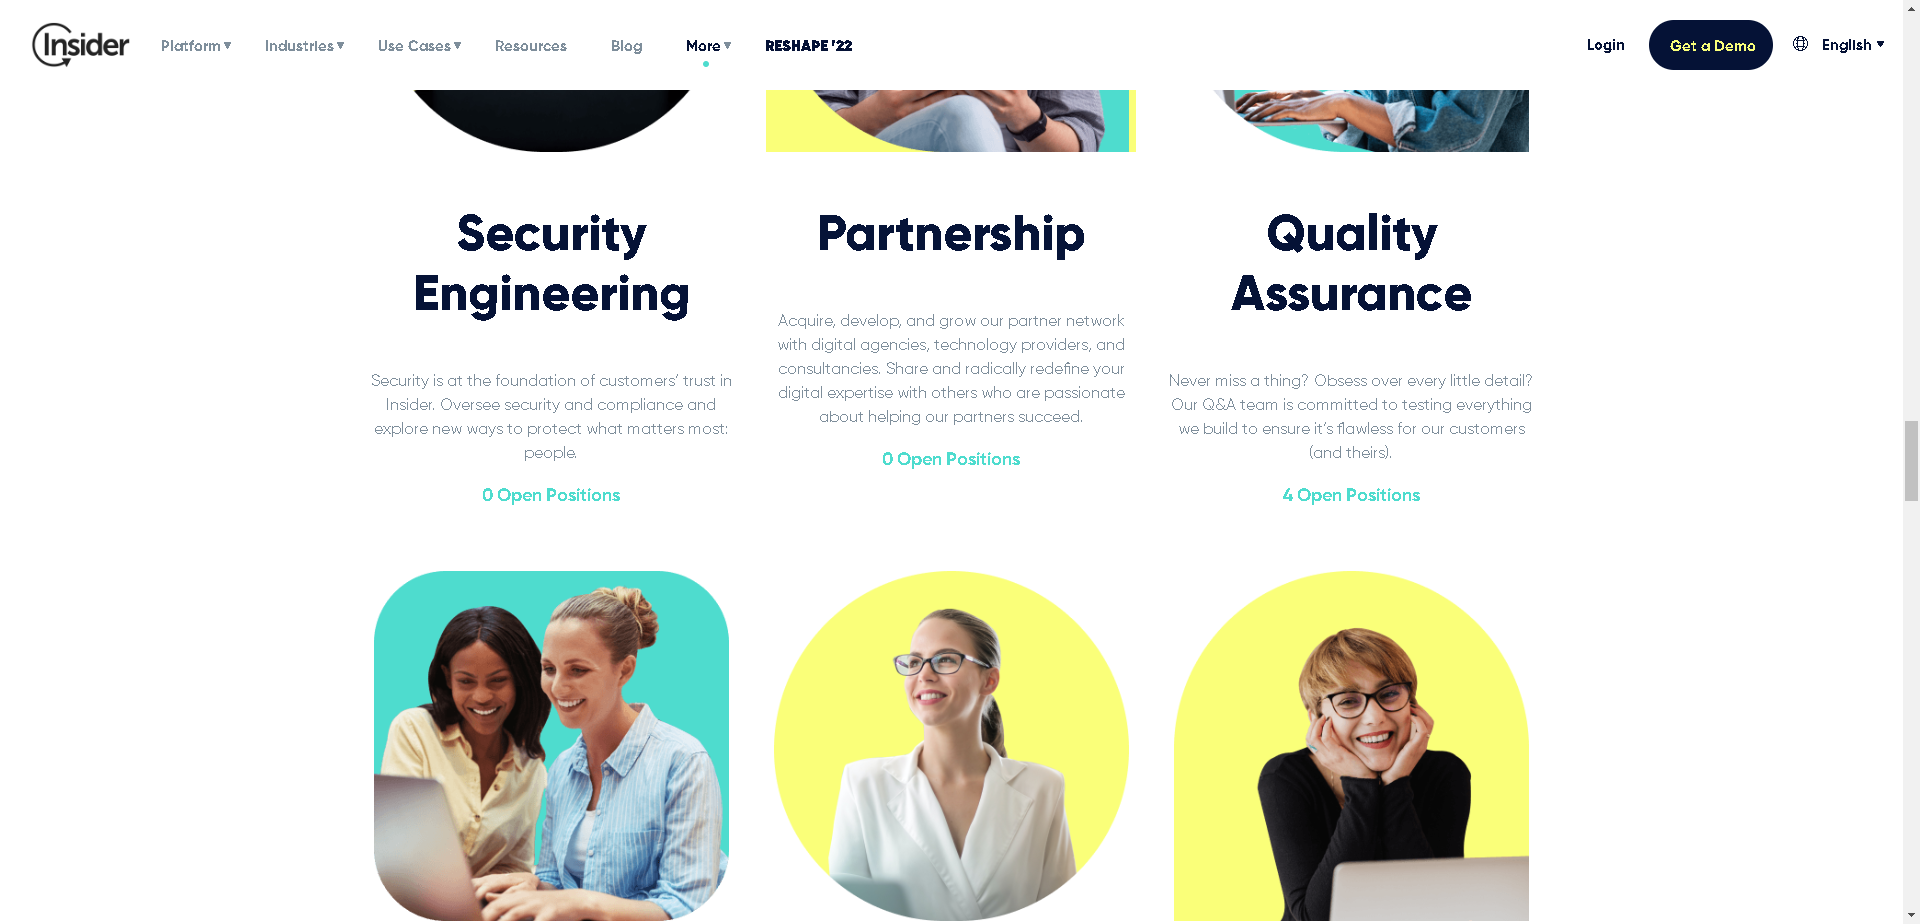 Insider
Platform
Industries
Use Cases
Resources
Blog
More
RESHAPE '22
Login
Get a Demo
English
Security
Engineering
Security is at the foundation of customers’ trust in
Insider. Oversee security and compliance and
explore new ways to protect what matters most:
people.
0 Open Positions
Partnership
Acquire, develop, and grow our partner network
with digital agencies, technology providers, and
consultancies. Share and radically redefine your
digital expertise with others who are passionate
about helping our partners succeed.
0 Open Positions
Quality
Assurance
Never miss a thing? Obsess over every little detail?
Our Q&A team is committed to testing everything
we build to ensure it’s flawless for our customers
(and theirs).
4 Open Positions